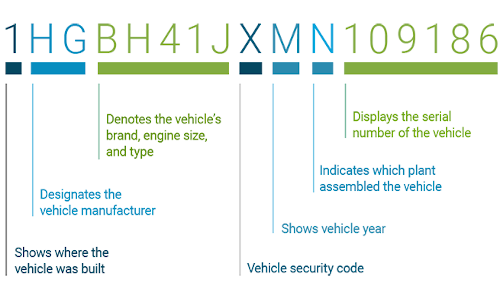 1HGBH41JXMN109186
Denotes the vehicle's
brand, engine size,
and type
Displays the serial
number of the vehicle
Indicates which plant
assembled the vehicle
Designates the
vehicle manufacturer
Shows vehicle year
Shows where the
vehicle was built
Vehicle security code